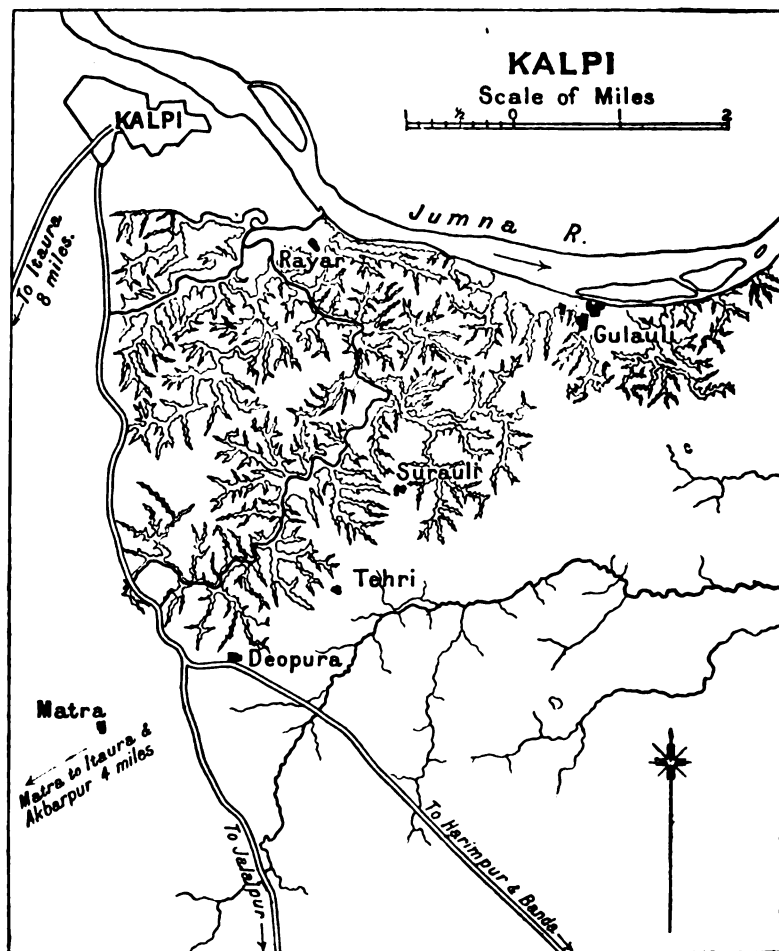 KALPI
Scale of Miles
½ 0 2
KALPI
Jumna R.
To Itaura
8 miles.
Rayar
Gulauli
Surauli
Tehri
Deopura
Matra
Matra to Itaura &
Akbarpur 4 miles
To Jalalpur
To Harimpur & Banda